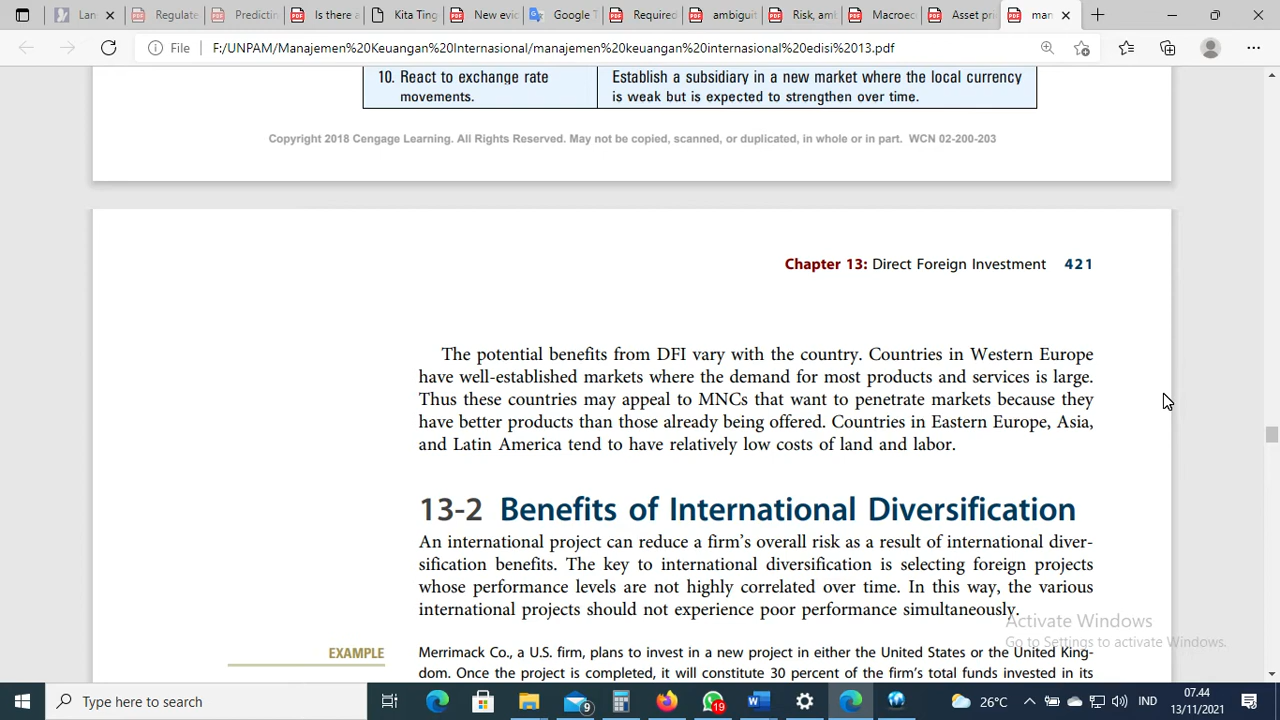 Lan
Regulate
Predictin
Is there a
Kita Ting
New evid
Google T
Required
ambiguit
Risk, amb
Macroec
Asset pri
man
File
F:/UNPAM/Manajemen%20Keuangan%20Internasional/manajemen%20keuangan%20internasional%20edisi%2013.pdf
10. React to exchange rate
movements.
Establish a subsidiary in a new market where the local currency
is weak but is expected to strengthen over time.
Copyright 2018 Cengage Learning. All Rights Reserved. May not be copied, scanned, or duplicated, in whole or in part. WCN 02-200-203
Chapter 13: Direct Foreign Investment 421
The potential benefits from DFI vary with the country. Countries in Western Europe
have well-established markets where the demand for most products and services is large.
Thus these countries may appeal to MNCs that want to penetrate markets because they
have better products than those already being offered. Countries in Eastern Europe, Asia,
and Latin America tend to have relatively low costs of land and labor.
13-2 Benefits of International Diversification
An international project can reduce a firm's overall risk as a result of international diver-
sification benefits. The key to international diversification is selecting foreign projects
whose performance levels are not highly correlated over time. In this way, the various
international projects should not experience poor performance simultaneously.
Activate Windows
Go to Settings to activate Windows.
EXAMPLE
Merrimack Co., a U.S. firm, plans to invest in a new project in either the United States or the United King-
dom. Once the project is completed, it will constitute 30 percent of the firm's total funds invested in its
Type here to search
9
19
26°C
IND
07.44
13/11/2021